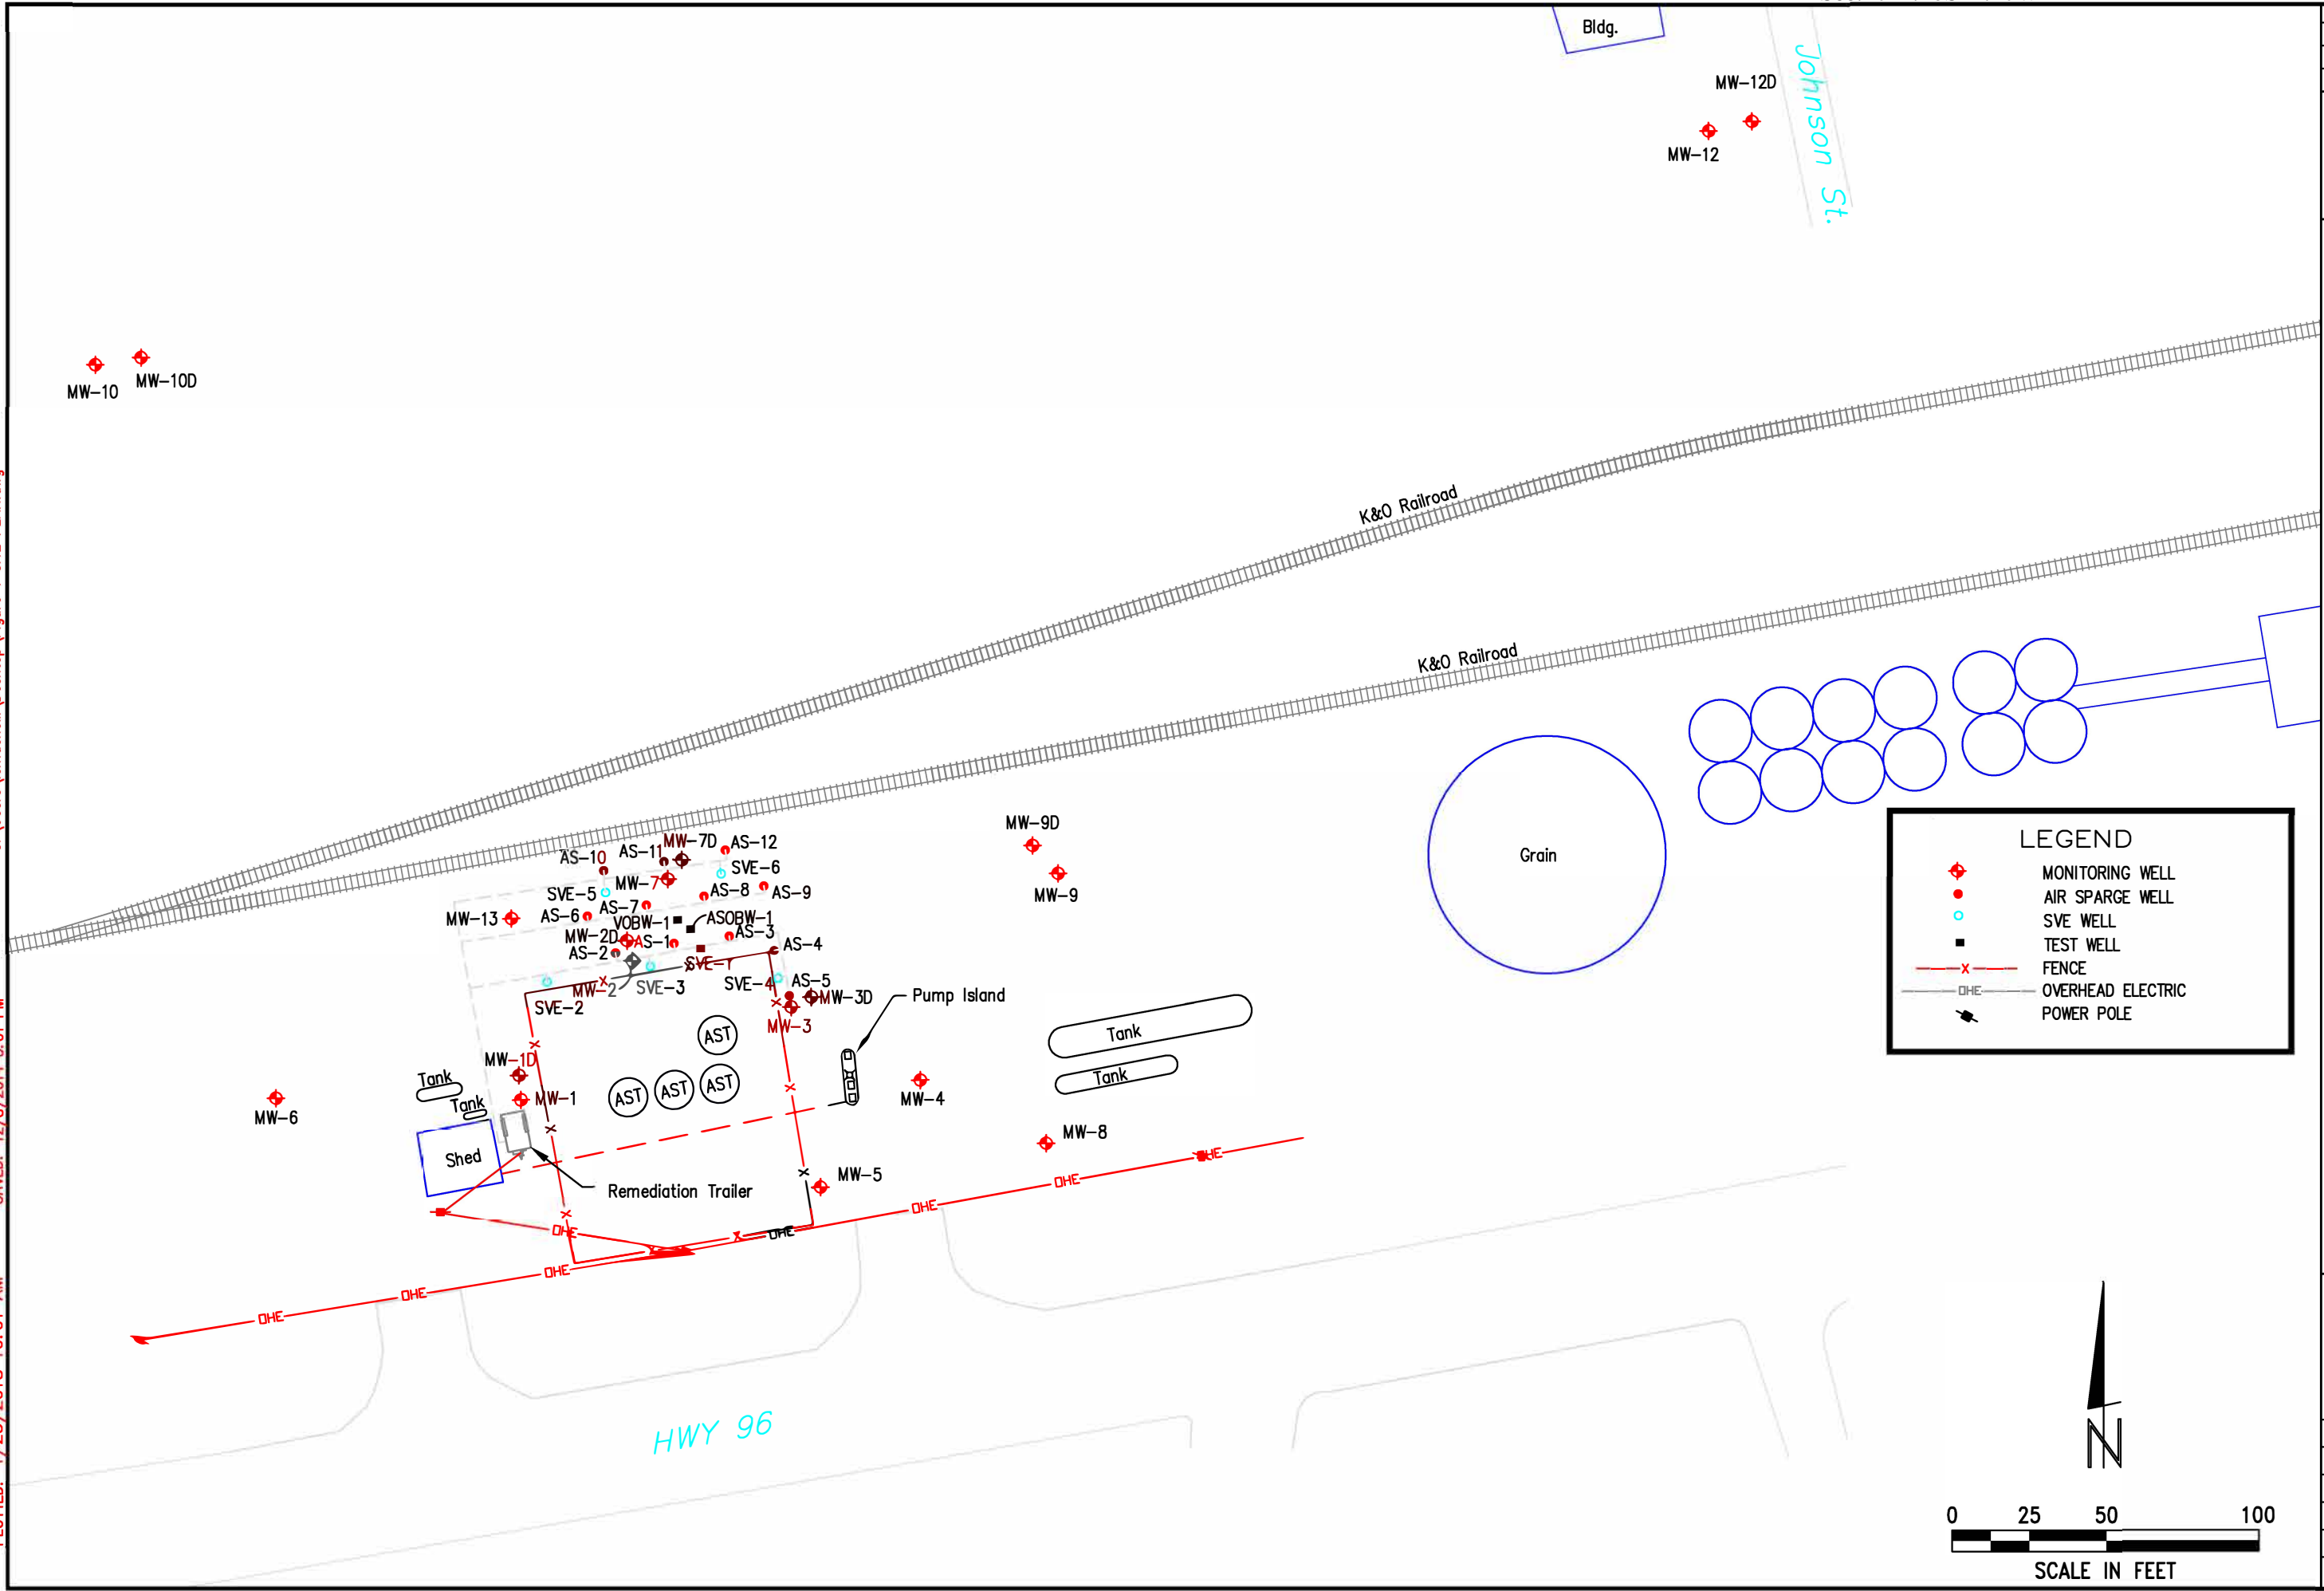 Bldg.
Johnson St.
MW-12D
MW-12
MW-10
MW-10D
K&O Railroad
K&O Railroad
MW-9D
MW-9
Grain
MW-7D
AS-12
AS-11
AS-10
SVE-6
MW-7
SVE-5
AS-8
AS-9
AS-7
AS-6
MW-13
VOBW-1
ASOBW-1
MW-2D
AS-1
AS-3
AS-2
AS-4
SVE-1
SVE-4
AS-5
MW-2
SVE-3
SVE-2
MW-3D
MW-3
Pump Island
AST
AST
AST
AST
Tank
Tank
MW-1D
MW-1
Tank
Tank
MW-6
MW-4
MW-8
Shed
Remediation Trailer
MW-5
OHE
OHE
OHE
OHE
OHE
OHE
OHE
OHE
HWY 96
LEGEND
MONITORING WELL
AIR SPARGE WELL
SVE WELL
TEST WELL
X FENCE
OHE OVERHEAD ELECTRIC
POWER POLE
N
0 25 50 100
SCALE IN FEET